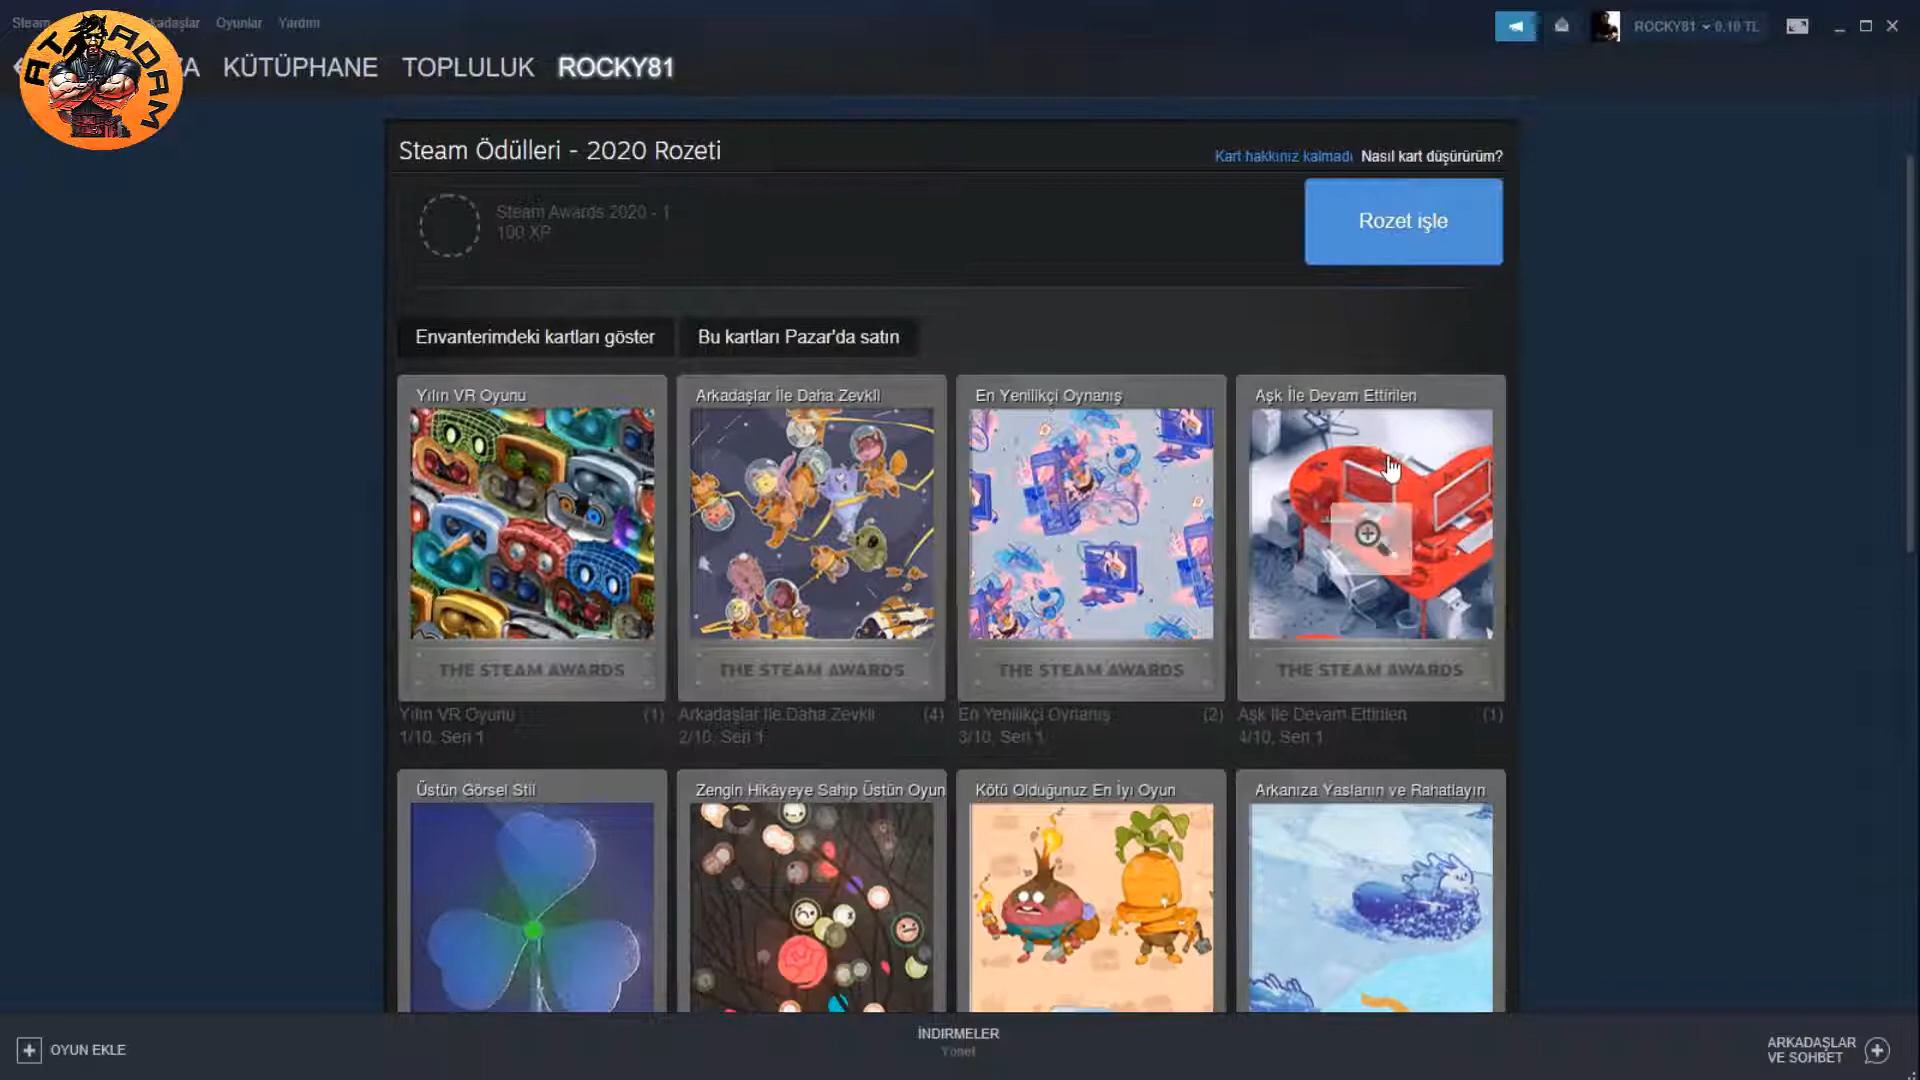 Steam
Oyunlar
Yardım
ROCKY81
0.10 TL
ATA ADAM
KÜTÜPHANE
TOPLULUK
ROCKY81
Steam Ödülleri - 2020 Rozeti
Kart hakkınız kalmadı
Nasıl kart düşürürüm?
Steam Awards 2020 - 1
100 XP
Rozet işle
Envanterimdeki kartları göster
Bu kartları Pazar'da satın
Yılın VR Oyunu
Arkadaşlar İle Daha Zevkli
En Yenilikçi Oynanış
Aşk İle Devam Ettirilen
THE STEAM AWARDS
THE STEAM AWARDS
THE STEAM AWARDS
THE STEAM AWARDS
Yılın VR Oyunu (1)
Arkadaşlar İle Daha Zevkli (4)
En Yenilikçi Oynanış (2)
Aşk İle Devam Ettirilen (1)
1/10, Seri 1
2/10, Seri 1
3/10, Seri 1
4/10, Seri 1
Üstün Görsel Stil
Zengin Hikâyeye Sahip Üstün Oyun
Kötü Olduğunuz En İyi Oyun
Arkanıza Yaslanın ve Rahatlayın
OYUN EKLE
İNDİRMELER
Yönet
ARKADAŞLAR
VE SOHBET